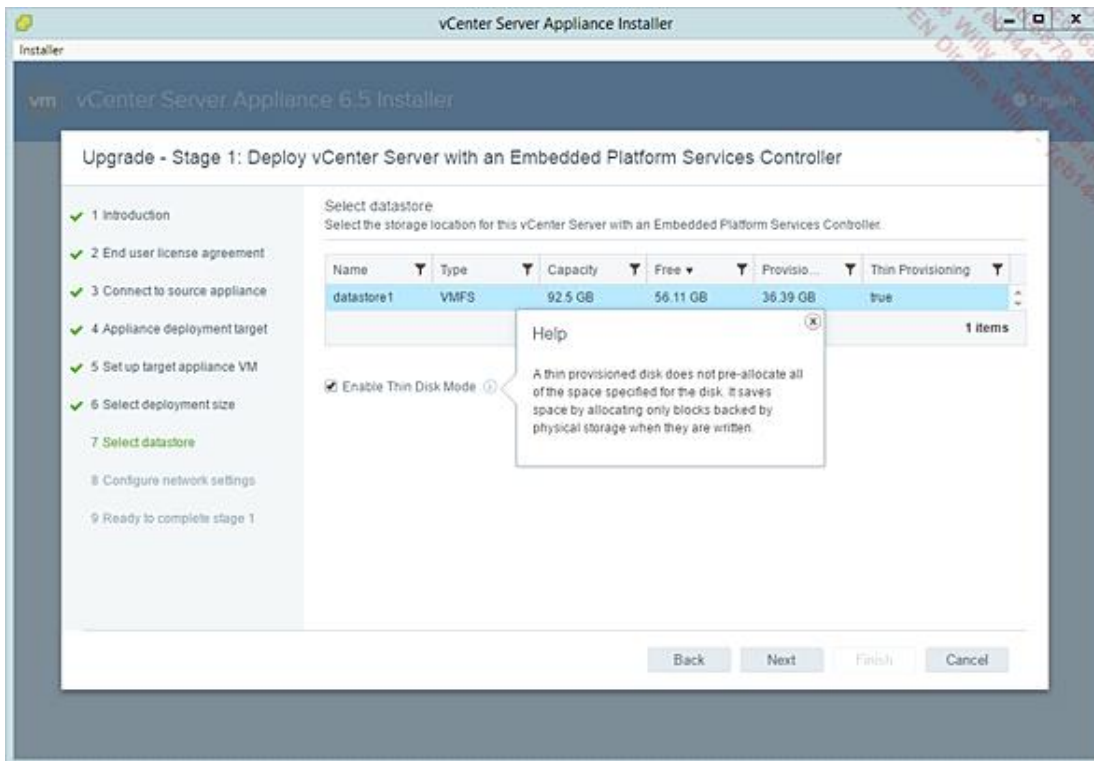 vCenter Server Appliance Installer
Installer
vm vCenter Server Appliance 6.5 Installer
Upgrade - Stage 1: Deploy vCenter Server with an Embedded Platform Services Controller
1 Introduction
2 End user license agreement
3 Connect to source appliance
4 Appliance deployment target
5 Set up target appliance VM
6 Select deployment size
7 Select datastore
8 Configure network settings
9 Ready to complete stage 1
Select datastore
Select the storage location for this vCenter Server with an Embedded Platform Services Controller.
Name Type Capacity Free Provisio... Thin Provisioning
datastore1 VMFS 92.5 GB 56.11 GB 36.39 GB true
1 items
Enable Thin Disk Mode
Help
A thin provisioned disk does not pre-allocate all
of the space specified for the disk. It saves
space by allocating only blocks backed by
physical storage when they are written.
Back Next Finish Cancel